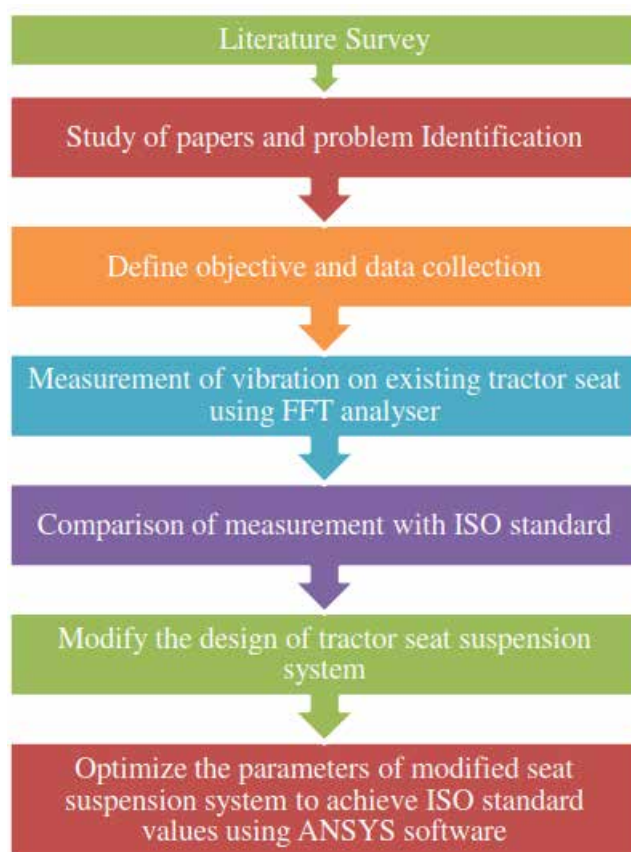 Literature Survey
Study of papers and problem Identification
Define objective and data collection
Measurement of vibration on existing tractor seat
using FFT analyser
Comparison of measurement with ISO standard
Modify the design of tractor seat suspension
system
Optimize the parameters of modified seat
suspension system to achieve ISO standard
values using ANSYS software